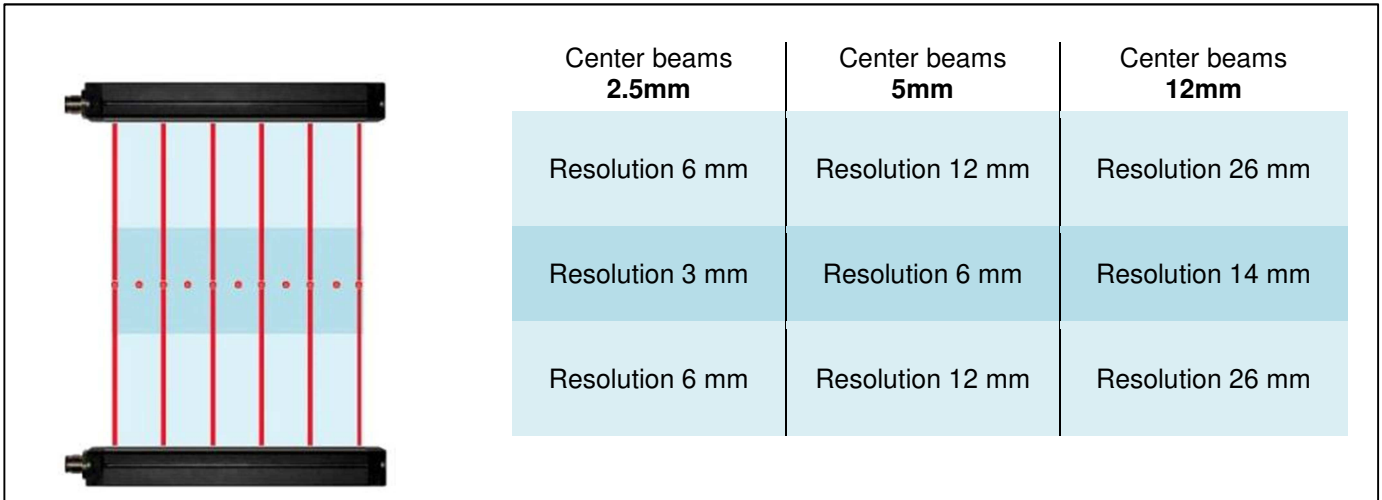 Center beams Center beams Center beams
2.5mm 5mm 12mm
Resolution 6 mm Resolution 12 mm Resolution 26 mm
Resolution 3 mm Resolution 6 mm Resolution 14 mm
Resolution 6 mm Resolution 12 mm Resolution 26 mm